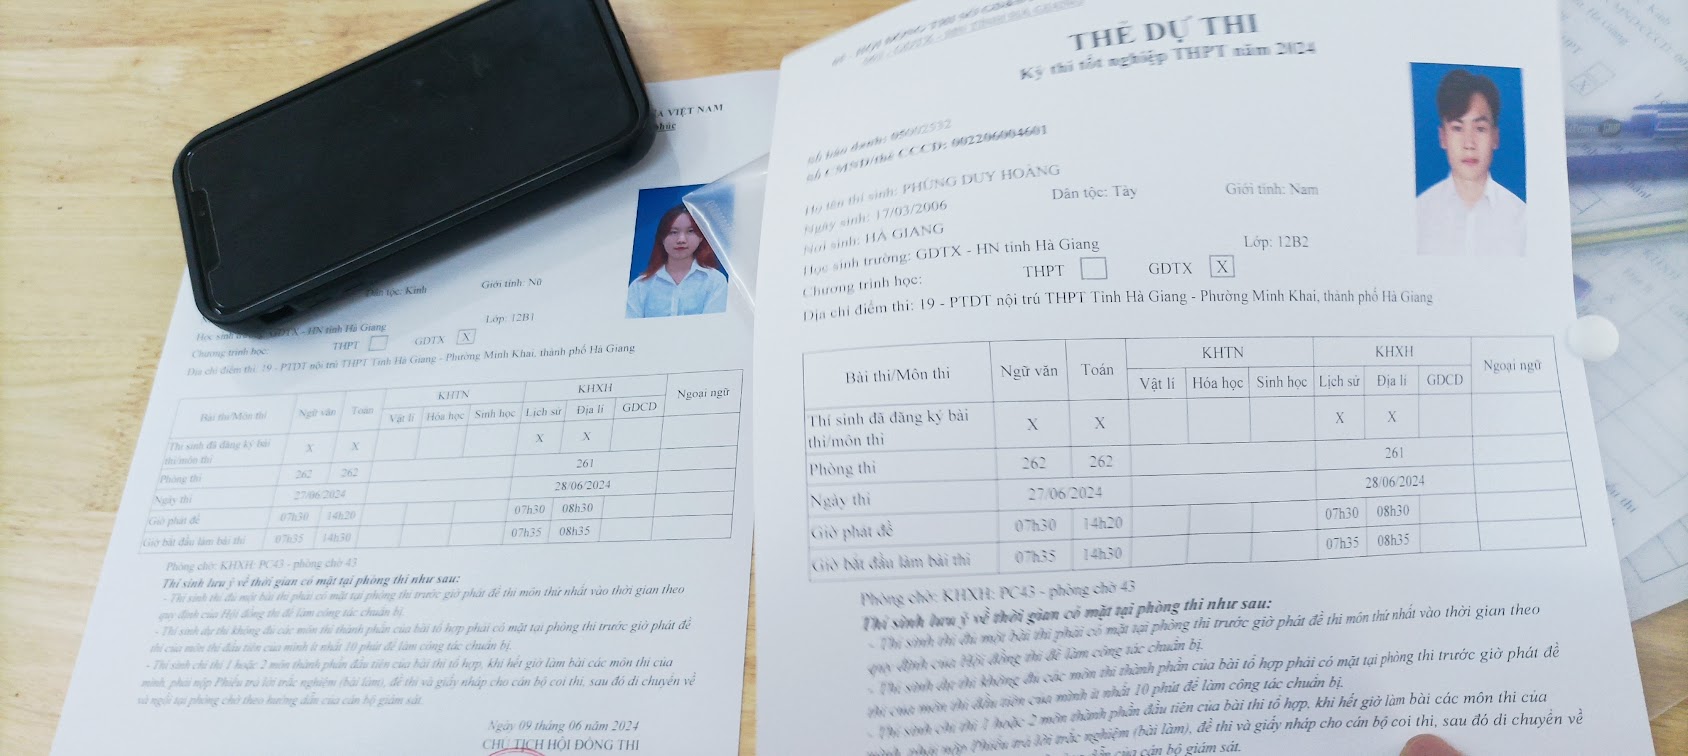 THẺ DỰ THI
Kỳ thi tốt nghiệp THPT năm 2024
CCCD: 002206004601
Họ tên thí sinh: PHÙNG DUY HOÀNG
Dân tộc: Tày
Giới tính: Nam
Ngày sinh: 17/03/2006
Nơi sinh: HÀ GIANG
Học sinh trường: GDTX - HN tỉnh Hà Giang
Lớp: 12B2
Chương trình học: THPT GDTX X
Địa chỉ điểm thi: 19 - PTDT nội trú THPT Tỉnh Hà Giang - Phường Minh Khai, thành phố Hà Giang
Bài thi/Môn thi Ngữ văn Toán KHTN KHXH Ngoại ngữ
Vật lí Hóa học Sinh học Lịch sử Địa lí GDCD
Thí sinh đã đăng ký bài X X X X
thi/môn thi
Phòng thi 262 262 261
Ngày thi 27/06/2024 28/06/2024
Giờ phát đề 07h30 14h20 07h30 08h30
Giờ bắt đầu làm bài thi 07h35 14h30 07h35 08h35
Phòng chờ: KHXH: PC43 - phòng chờ 43
Thí sinh lưu ý về thời gian có mặt tại phòng thi như sau:
- Thí sinh thi đủ một bài thi phải có mặt tại phòng thi trước giờ phát đề thi môn thứ nhất vào thời gian theo
quy định của Hội đồng thi để làm công tác chuẩn bị.
- Thí sinh dự thi không đủ các môn thi thành phần của bài tổ hợp phải có mặt tại phòng thi trước giờ phát đề
thi của môn thi đầu tiên của mình ít nhất 10 phút để làm công tác chuẩn bị.
- Thí sinh chỉ thi 1 hoặc 2 môn thành phần đầu tiên của bài thi tổ hợp, khi hết giờ làm bài các môn thi của
mình, phải nộp Phiếu trả lời trắc nghiệm (bài làm), đề thi và giấy nháp cho cán bộ coi thi, sau đó di chuyển về
của cán bộ giám sát.
VIỆT NAM
phúc
Dân tộc: Kinh
Giới tính: Nữ
Học sinh
GDTX - HN tỉnh Hà Giang
Lớp: 12B1
Chương trình học: THPT GDTX X
Địa chỉ điểm thi: 19 - PTDT nội trú THPT Tỉnh Hà Giang - Phường Minh Khai, thành phố Hà Giang
Bài thi/Môn thi Ngữ văn Toán KHTN KHXH Ngoại ngữ
Vật lí Hóa học Sinh học Lịch sử Địa lí GDCD
Thí sinh đã đăng ký bài X X X X
thi/môn thi
Phòng thi 262 262 261
Ngày thi 27/06/2024 28/06/2024
Giờ phát đề 07h30 14h20 07h30 08h30
Giờ bắt đầu làm bài thi 07h35 14h30 07h35 08h35
Phòng chờ: KHXH: PC43 - phòng chờ 43
Thí sinh lưu ý về thời gian có mặt tại phòng thi như sau:
- Thí sinh thi đủ một bài thi phải có mặt tại phòng thi trước giờ phát đề thi môn thứ nhất vào thời gian theo
quy định của Hội đồng thi để làm công tác chuẩn bị.
- Thí sinh dự thi không đủ các môn thi thành phần của bài tổ hợp phải có mặt tại phòng thi trước giờ phát đề
thi của môn thi đầu tiên của mình ít nhất 10 phút để làm công tác chuẩn bị.
- Thí sinh chỉ thi 1 hoặc 2 môn thành phần đầu tiên của bài thi tổ hợp, khi hết giờ làm bài các môn thi của
mình, phải nộp Phiếu trả lời trắc nghiệm (bài làm), đề thi và giấy nháp cho cán bộ coi thi, sau đó di chuyển về
và ngồi tại phòng chờ theo hướng dẫn của cán bộ giám sát.
Ngày 09 tháng 06 năm 2024
CHỦ TỊCH HỘI ĐỒNG THI